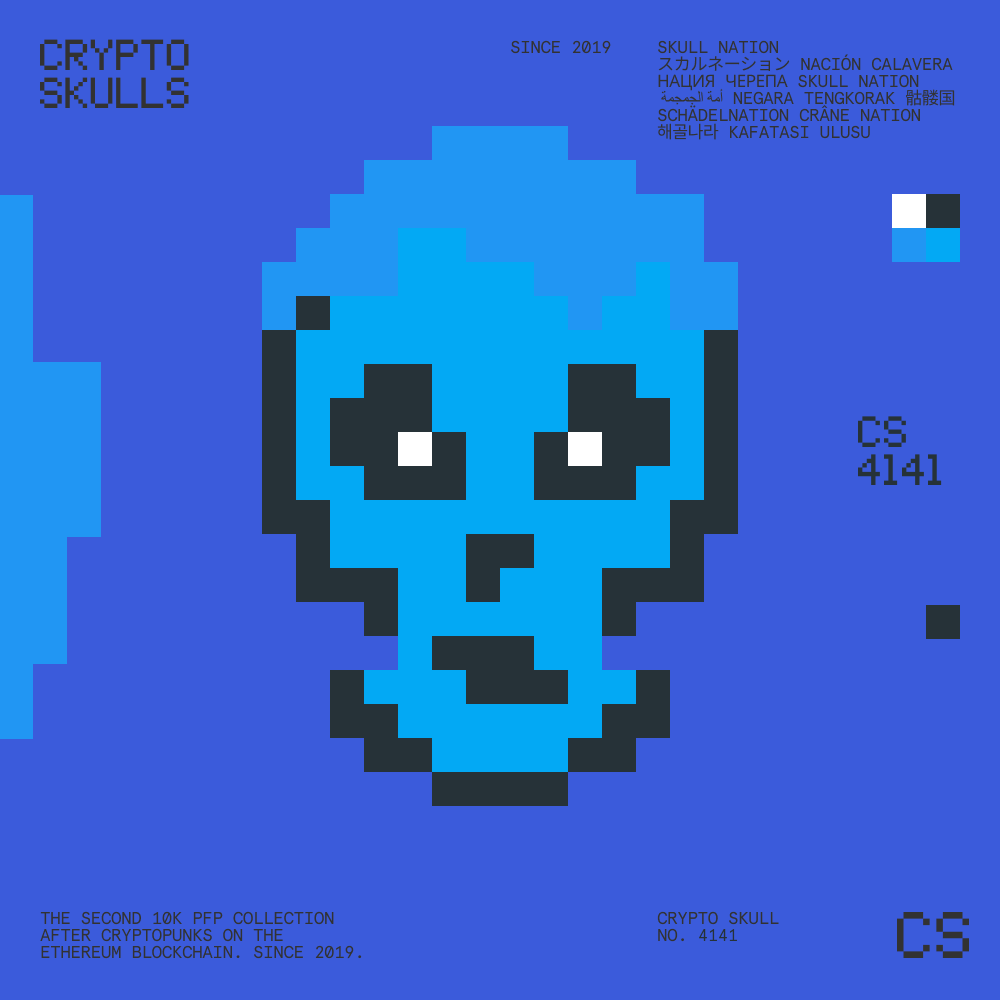 CRYPTO
SKULLS
SINCE 2019
SKULL NATION
スカルネーション NACIÓN CALAVERA
НАЦИЯ ЧЕРЕПА SKULL NATION
أمة الجمجمة NEGARA TENGKORAK 骷髅国
SCHÄDELNATION CRÂNE NATION
해골나라 KAFATASI ULUSU
CS
4141
THE SECOND 10K PFP COLLECTION
AFTER CRYPTOPUNKS ON THE
ETHEREUM BLOCKCHAIN. SINCE 2019.
CRYPTO SKULL
NO. 4141
CS